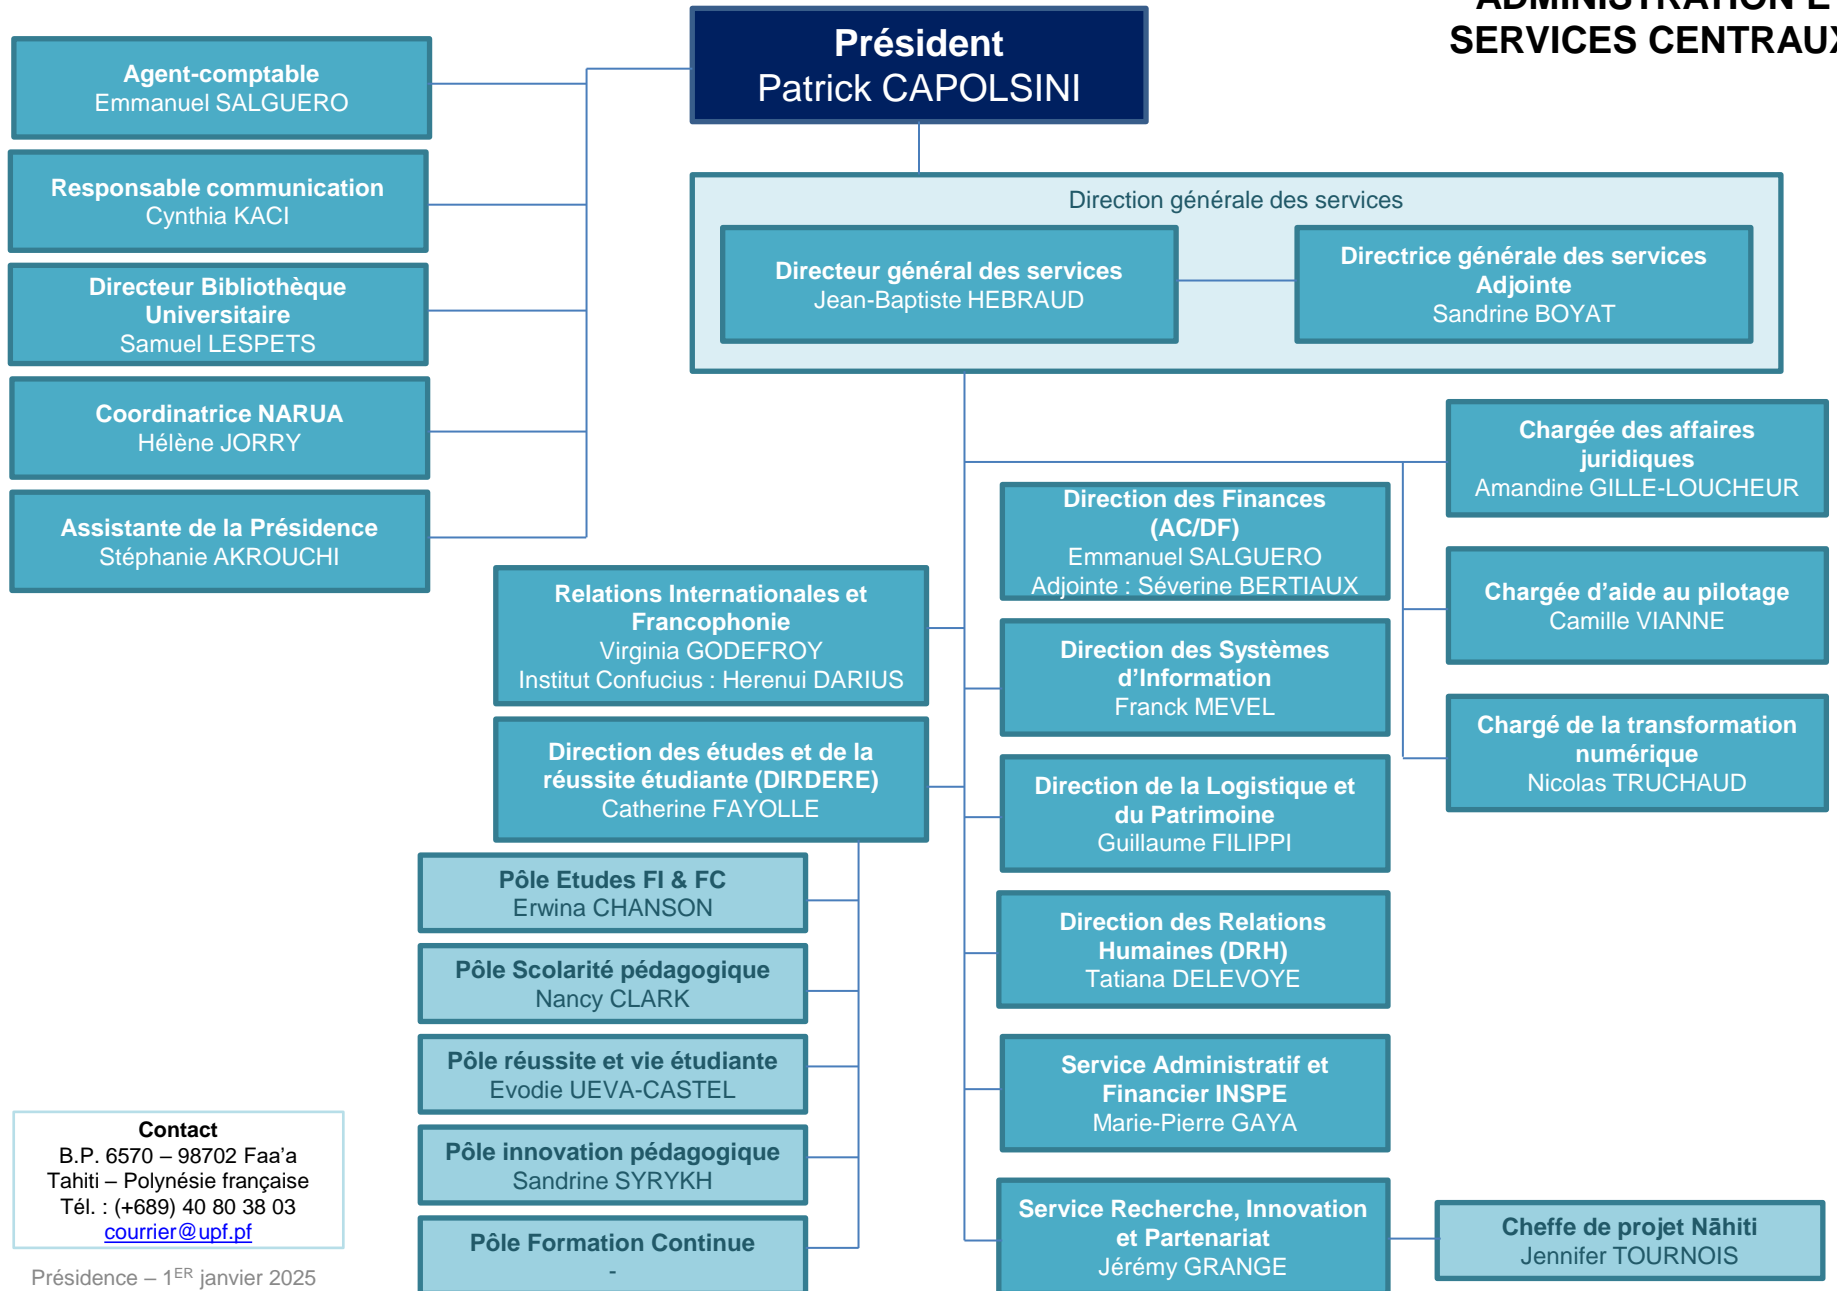 ADMINISTRATION E
SERVICES CENTRAUX
Président
Patrick CAPOLSINI
Agent-comptable
Emmanuel SALGUERO
Responsable communication
Cynthia KACI
Directeur Bibliothèque
Universitaire
Samuel LESPETS
Coordinatrice NARUA
Hélène JORRY
Assistante de la Présidence
Stéphanie AKROUCHI
Direction générale des services
Directeur général des services
Jean-Baptiste HEBRAUD
Directrice générale des services
Adjointe
Sandrine BOYAT
Chargée des affaires
juridiques
Amandine GILLE-LOUCHEUR
Chargée d’aide au pilotage
Camille VIANNE
Chargé de la transformation
numérique
Nicolas TRUCHAUD
Direction des Finances
(AC/DF)
Emmanuel SALGUERO
Adjointe : Séverine BERTIAUX
Direction des Systèmes
d’Information
Franck MEVEL
Direction de la Logistique et
du Patrimoine
Guillaume FILIPPI
Direction des Relations
Humaines (DRH)
Tatiana DELEVOYE
Service Administratif et
Financier INSPE
Marie-Pierre GAYA
Service Recherche, Innovation
et Partenariat
Jérémy GRANGE
Cheffe de projet Nāhiti
Jennifer TOURNOIS
Relations Internationales et
Francophonie
Virginia GODEFROY
Institut Confucius : Herenui DARIUS
Direction des études et de la
réussite étudiante (DIRDERE)
Catherine FAYOLLE
Pôle Etudes FI & FC
Erwina CHANSON
Pôle Scolarité pédagogique
Nancy CLARK
Pôle réussite et vie étudiante
Evodie UEVA-CASTEL
Pôle innovation pédagogique
Sandrine SYRYKH
Pôle Formation Continue
-
Contact
B.P. 6570 – 98702 Faa’a
Tahiti – Polynésie française
Tél. : (+689) 40 80 38 03
courrier@upf.pf
Présidence – 1ER janvier 2025